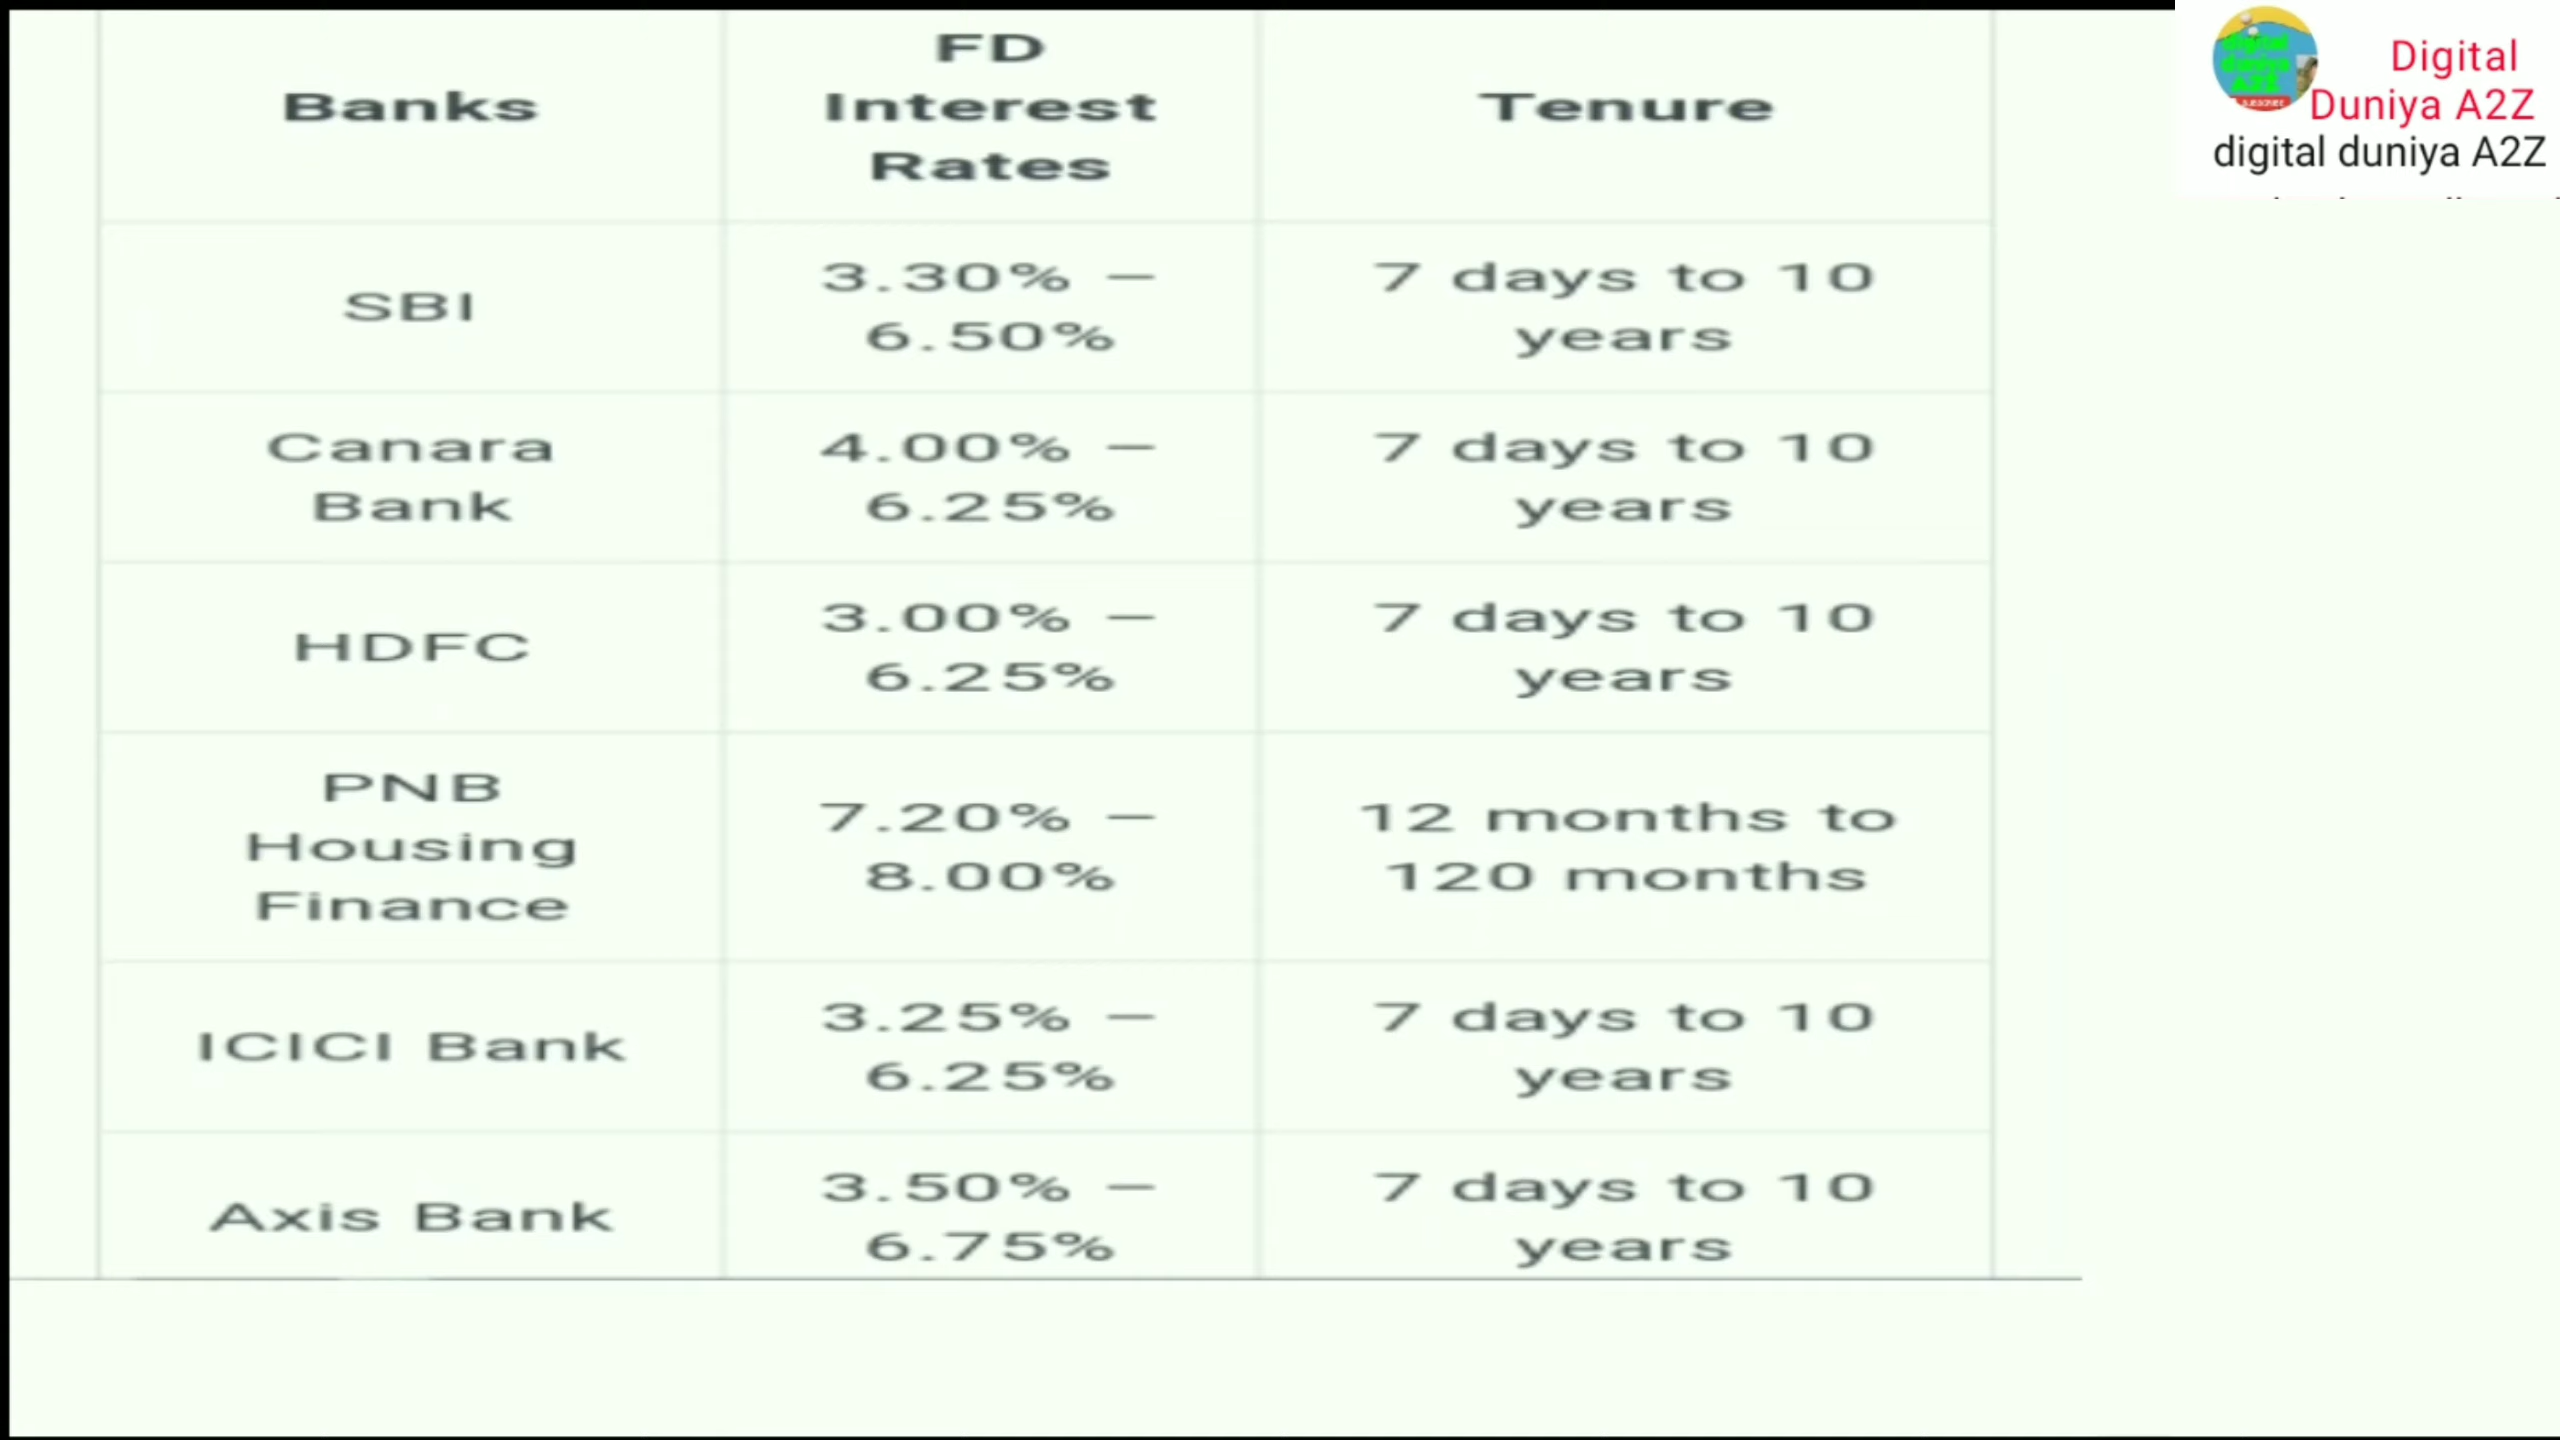 Banks
FD
Interest
Rates
Tenure
SBI
3.30% –
6.50%
7 days to 10
years
Canara
Bank
4.00% –
6.25%
7 days to 10
years
HDFC
3.00% –
6.25%
7 days to 10
years
PNB
Housing
Finance
7.20% –
8.00%
12 months to
120 months
ICICI Bank
3.25% –
6.25%
7 days to 10
years
Axis Bank
3.50% –
6.75%
7 days to 10
years
Digital
Duniya A2Z
digital duniya A2Z